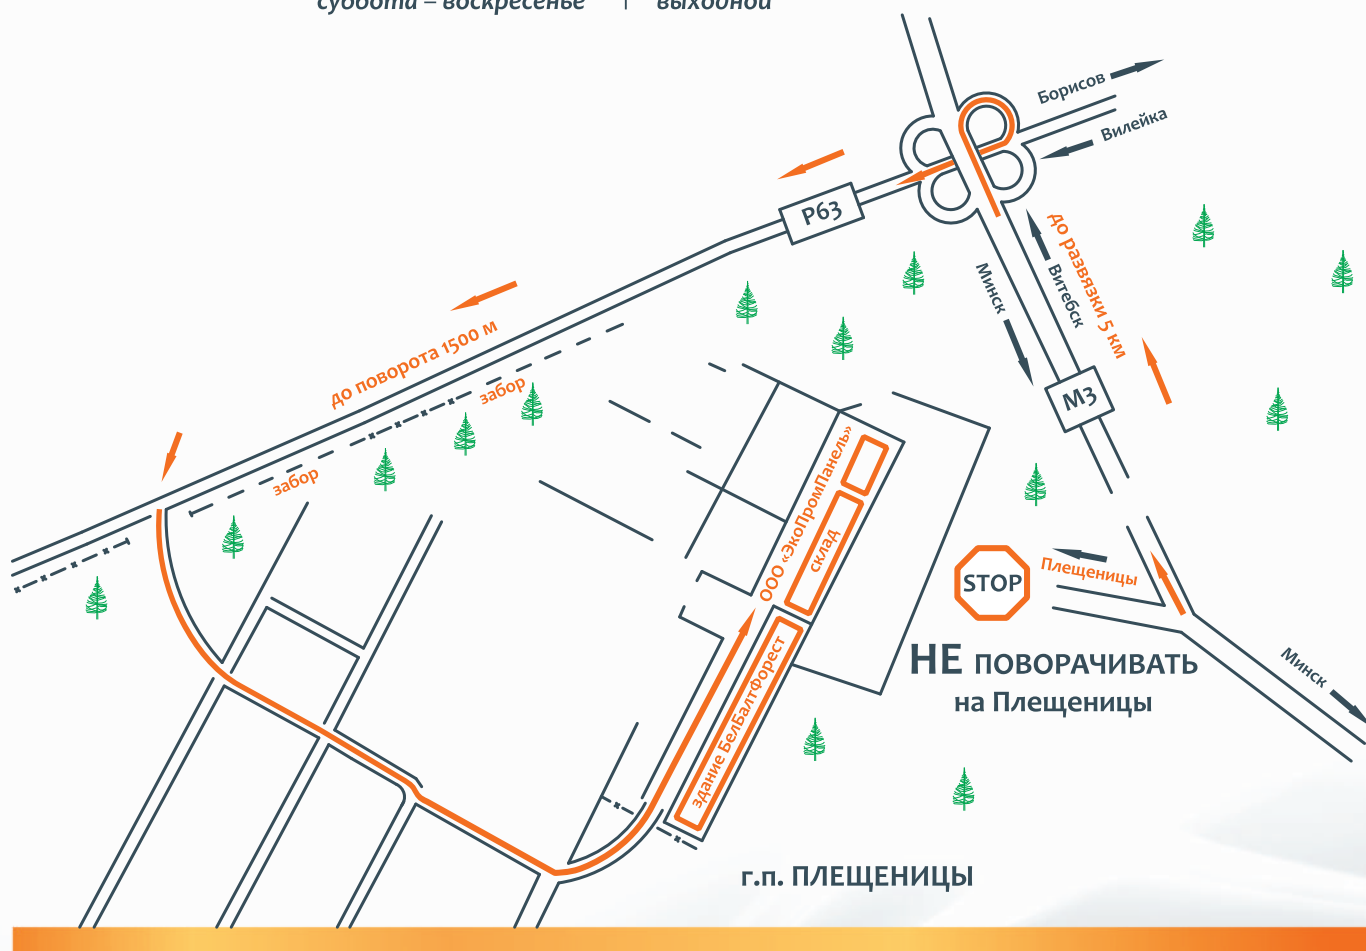 суббота – воскресенье | выходной
Борисов
Вилейка
Р63
до развязки 5 км
Минск
Витебск
до поворота 1500 м
забор
М3
забор
ООО «ЭкоПромПанель»
склад
STOP
Плещеницы
НЕ ПОВОРАЧИВАТЬ
на Плещеницы
Минск
здание БелБалтФорест
г.п. ПЛЕЩЕНИЦЫ